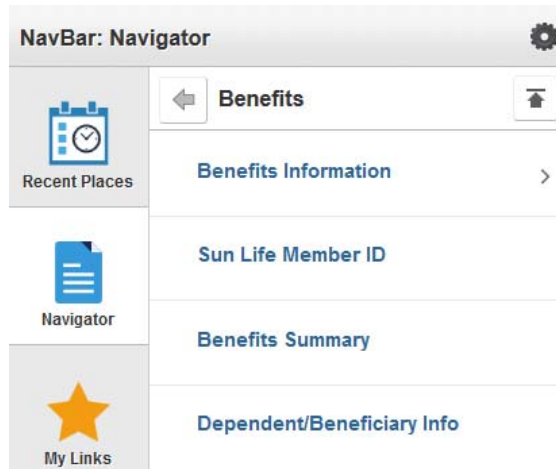 NavBar: Navigator
Recent Places
Navigator
My Links
Benefits
Benefits Information
Sun Life Member ID
Benefits Summary
Dependent/Beneficiary Info